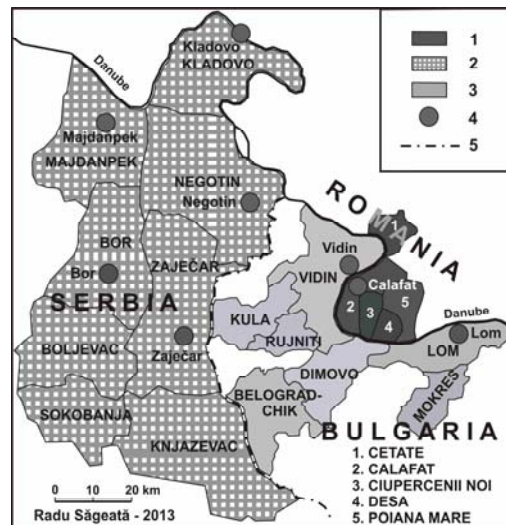 Kladovo
KLADOVO
Danube
Majdanpek
MAJDANPEK
NEGOTIN
Negotin
BOR
Bor
ZAJEČAR
SERBIA
Zaječar
BOLJEVAC
SOKOBANJA
KNJAZEVAC
1
2
3
4
5
ROMANIA
1
Vidin
VIDIN
Calafat
2
3
4
5
Danube
KULA
RUJNITI
Lom
LOM
DIMOVO
BELOGRAD-
CHIK
MOKRES
BULGARIA
1. CETATE
2. CALAFAT
3. CIUPERCENII NOI
4. DESA
5. POIANA MARE
0 10 20 km
Radu Săgeată - 2013